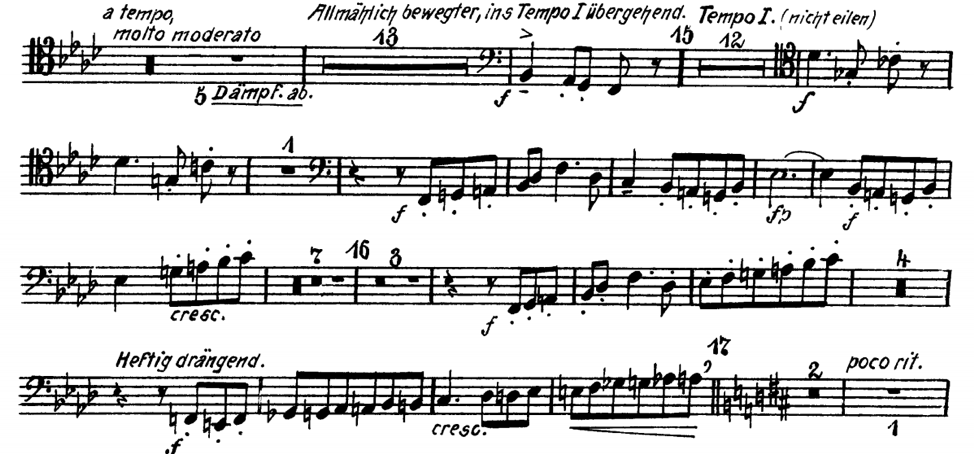 a tempo,
molto moderato
Allmählich bewegter, ins Tempo I übergehend. Tempo I. (nicht eilen)
13 15 12
5 Dämpf. ab.
f f
1
f fp f
7 16 3 4
cresc. f
Heftig drängend. 17 2 poco rit.
f cresc. 1